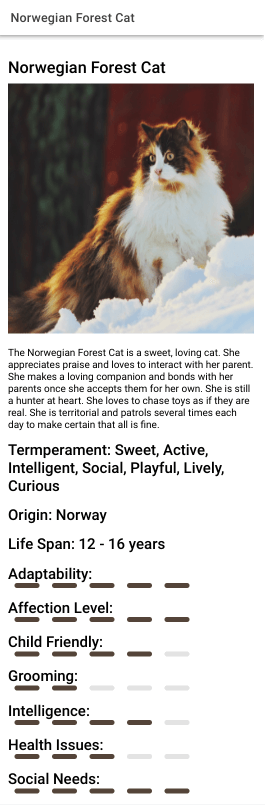 Norwegian Forest Cat
Norwegian Forest Cat
The Norwegian Forest Cat is a sweet, loving cat. She
appreciates praise and loves to interact with her parent.
She makes a loving companion and bonds with her
parents once she accepts them for her own. She is still
a hunter at heart. She loves to chase toys as if they are
real. She is territorial and patrols several times each
day to make certain that all is fine.
Termperament: Sweet, Active,
Intelligent, Social, Playful, Lively,
Curious
Origin: Norway
Life Span: 12 - 16 years
Adaptability:
Affection Level:
Child Friendly:
Grooming:
Intelligence:
Health Issues:
Social Needs: